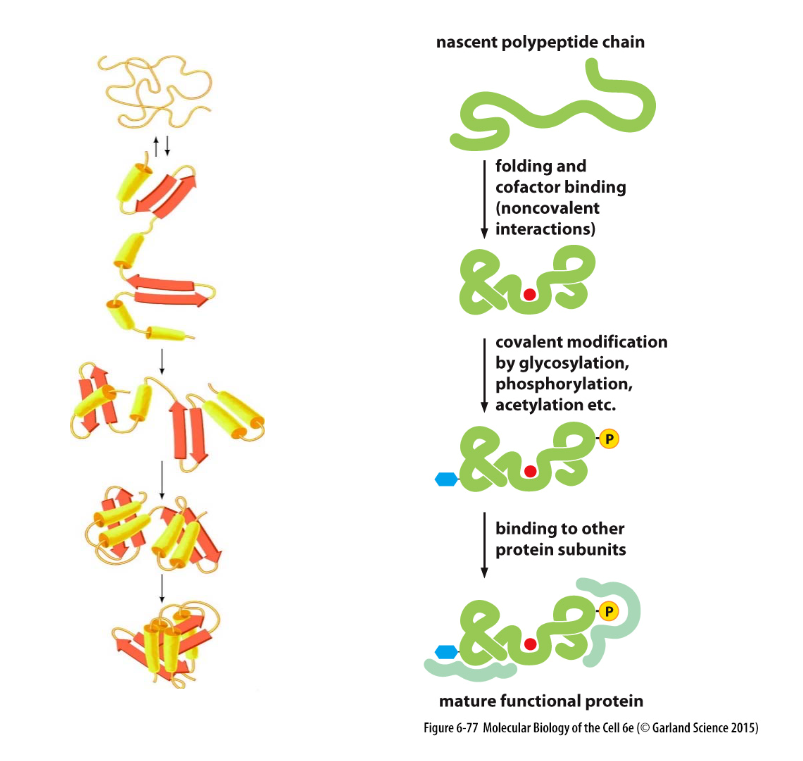 nascent polypeptide chain
folding and
cofactor binding
(noncovalent
interactions)
covalent modification
by glycosylation,
phosphorylation,
acetylation etc.
P
binding to other
protein subunits
P
mature functional protein
Figure 6-77 Molecular Biology of the Cell 6e (© Garland Science 2015)